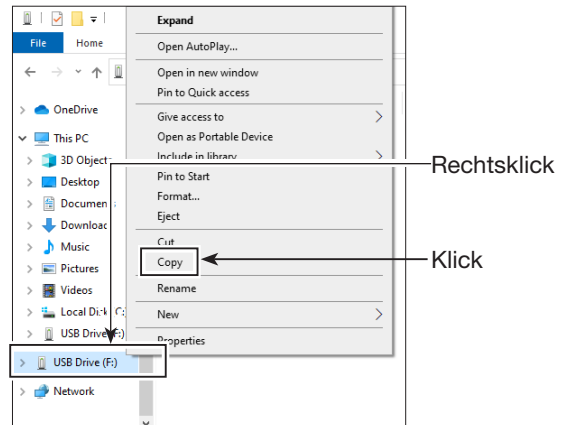 File
Home
OneDrive
This PC
3D Object
Desktop
Documen
Downloac
Music
Pictures
Videos
Local Di
C:
USB Drive
F:)
USB Drive (F:)
Network
Expand
Open AutoPlay...
Open in new window
Pin to Quick access
Give access to
Open as Portable Device
Include in library
Pin to Start
Format...
Eject
Cut
Copy
Rename
New
Properties
Rechtsklick
Klick